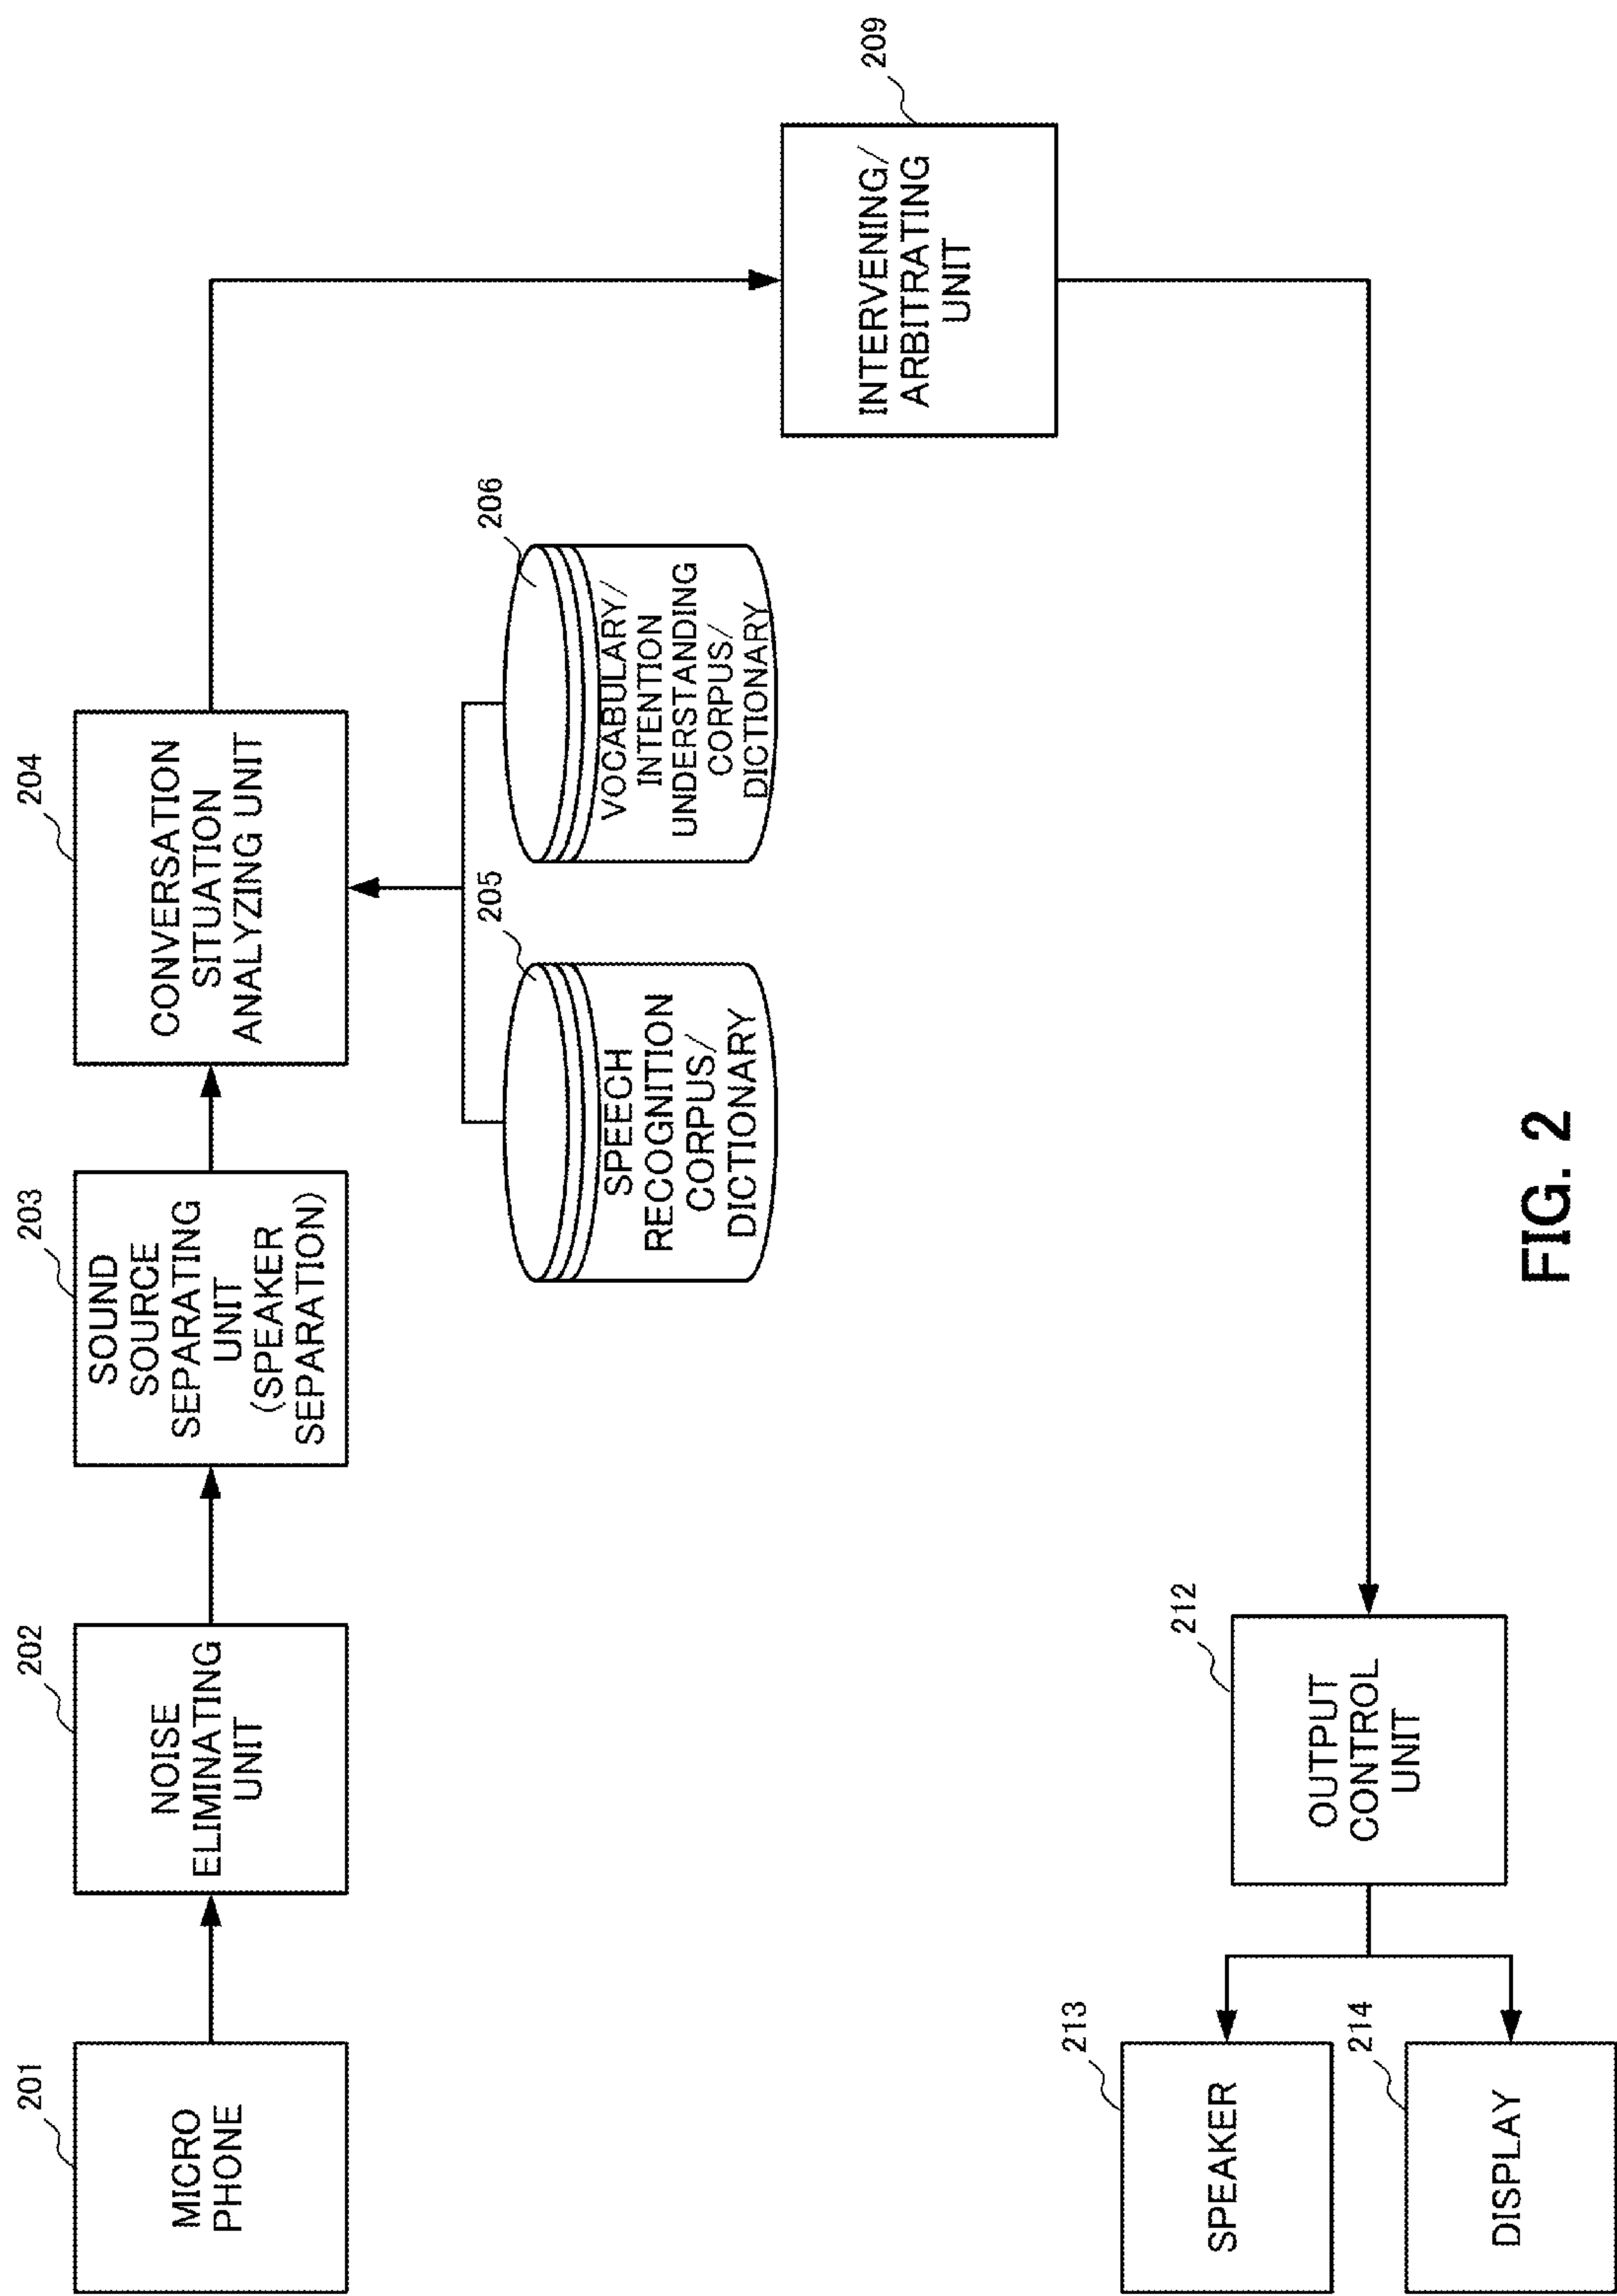 201
MICRO
PHONE
202
NOISE
ELIMINATING
UNIT
203
SOUND
SOURCE
SEPARATING
UNIT
(SPEAKER
SEPARATION)
204
CONVERSATION
SITUATION
ANALYZING UNIT
205
SPEECH
RECOGNITION
CORPUS/
DICTIONARY
206
VOCABULARY/
INTENTION
UNDERSTANDING
CORPUS/
DICTIONARY
209
INTERVENING/
ARBITRATING
UNIT
212
OUTPUT
CONTROL
UNIT
213
SPEAKER
214
DISPLAY
FIG. 2